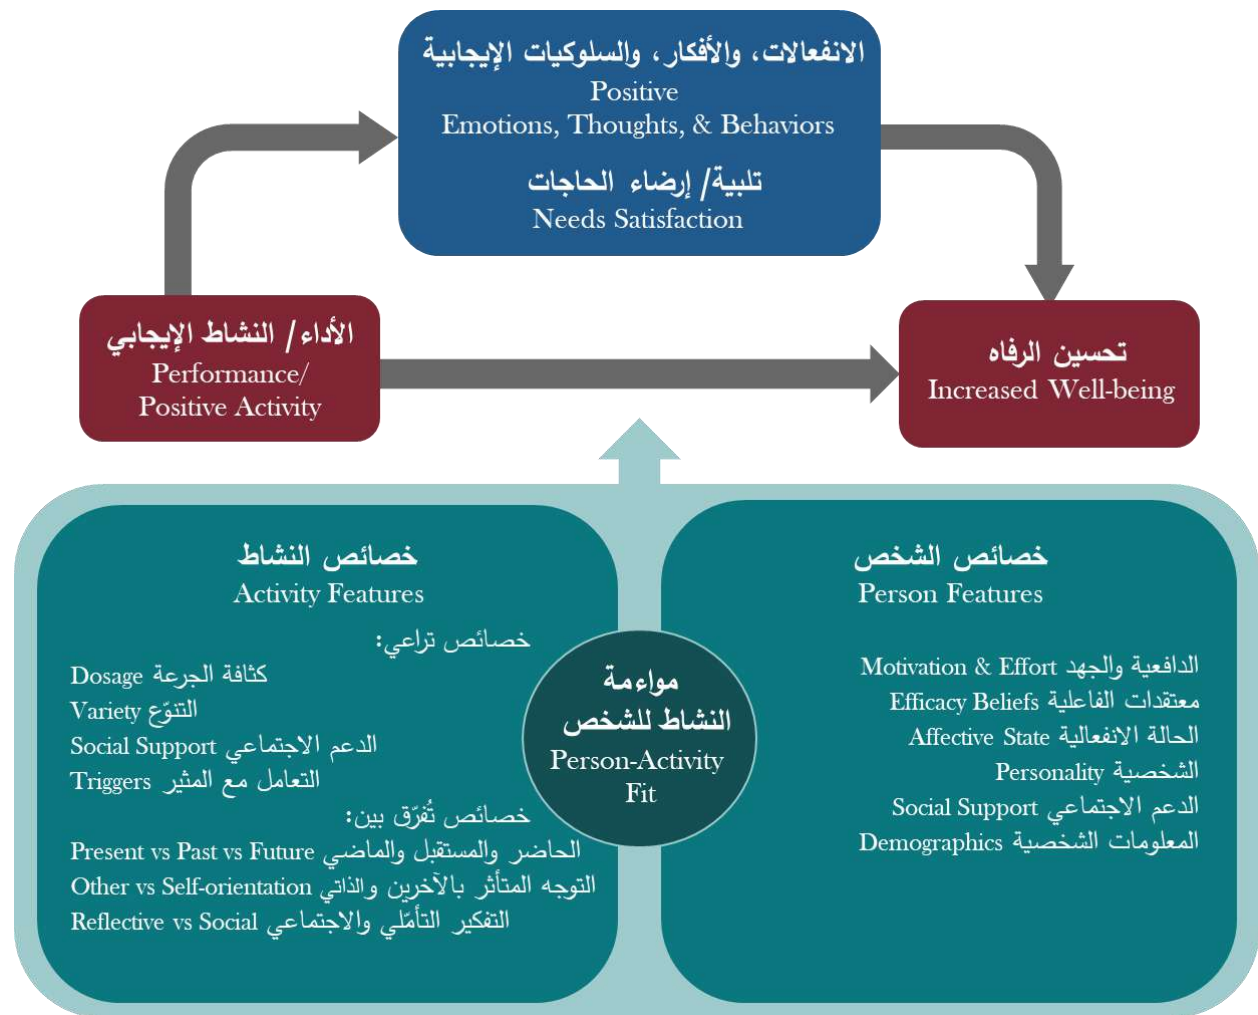 الانفعالات، والأفكار، والسلوكيات الإيجابية
Positive
Emotions, Thoughts, & Behaviors
تلبية/ إرضاء الحاجات
Needs Satisfaction
الأداء/ النشاط الإيجابي
Performance/
Positive Activity
تحسين الرفاه
Increased Well-being
خصائص النشاط
Activity Features
خصائص تراعي:
كثافة الجرعة Dosage
التنوّع Variety
الدعم الاجتماعي Social Support
التعامل مع المثير Triggers
خصائص تُفرّق بين:
الحاضر والمستقبل والماضي Present vs Past vs Future
التوجه المتأثر بالآخرين والذاتي Other vs Self-orientation
التفكير التأمّلي والاجتماعي Reflective vs Social
مواءمة
النشاط للشخص
Person-Activity
Fit
خصائص الشخص
Person Features
الدافعية والجهد Motivation & Effort
معتقدات الفاعلية Efficacy Beliefs
الحالة الانفعالية Affective State
الشخصية Personality
الدعم الاجتماعي Social Support
المعلومات الشخصية Demographics